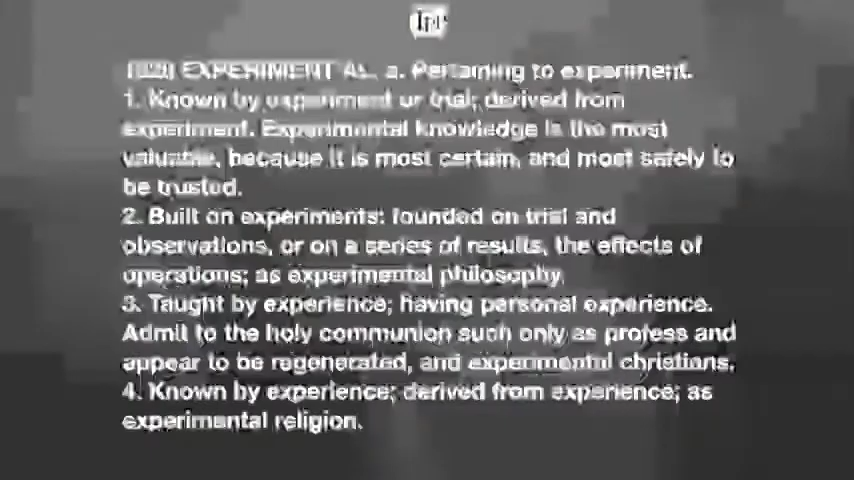 EXPERIMENTAL, a. Pertaining to experiment.
1. Known by experiment or trial; derived from
experiment. Experimental knowledge is the most
valuable, because it is most certain, and most safely to
be trusted.
2. Built on experiments; founded on trial and
observations, or on a series of results, the effects of
operations; as experimental philosophy.
3. Taught by experience; having personal experience.
Admit to the holy communion such only as profess and
appear to be regenerated, and experimental christians.
4. Known by experience; derived from experience; as
experimental religion.